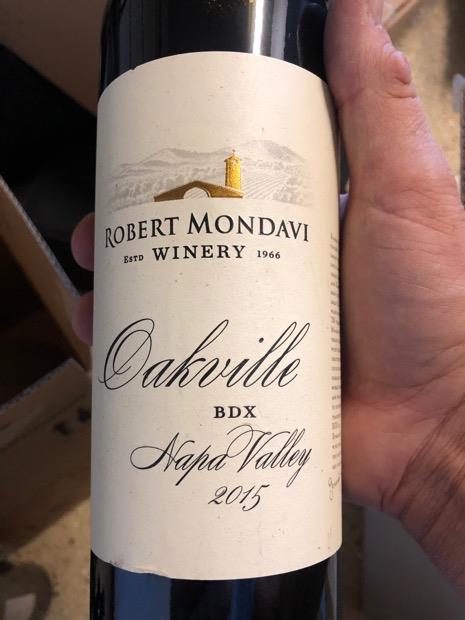 ROBERT MONDAVI
ESTD WINERY 1966
Oakville
BDX
Napa Valley
2015